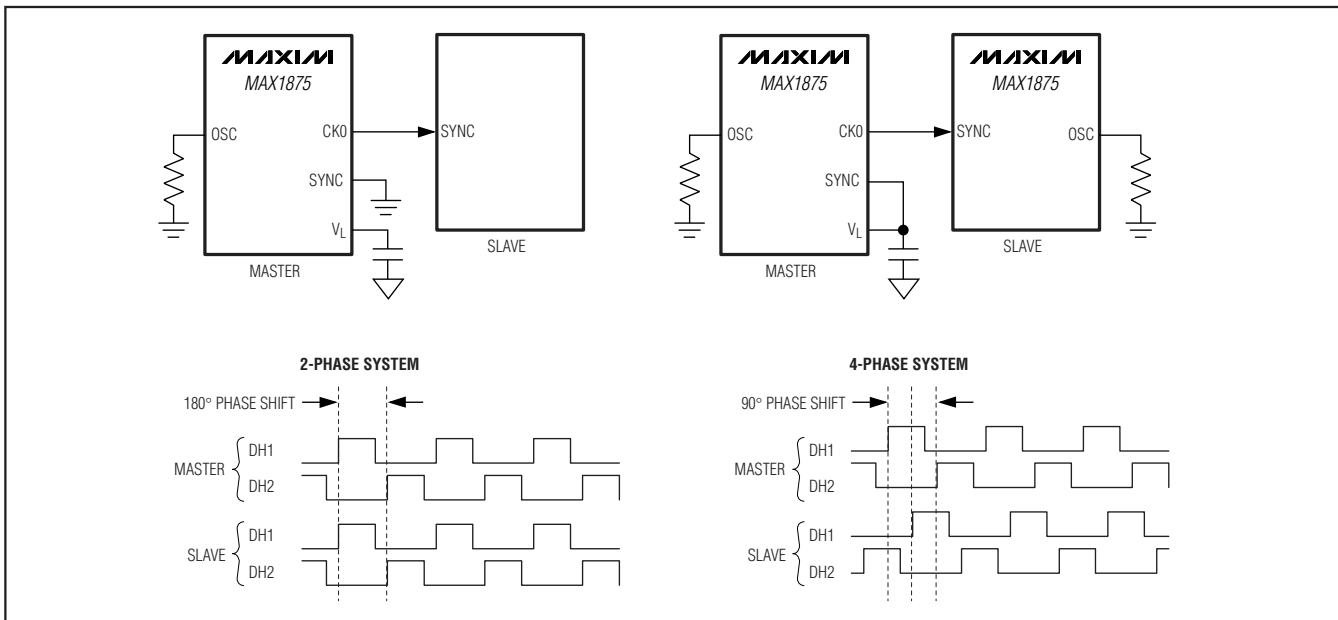 MAXIM
MAX1875
OSC
CK0
SYNC
VL
MASTER
SYNC
SLAVE
MAXIM
MAX1875
OSC
CK0
SYNC
VL
MASTER
MAXIM
MAX1875
SYNC
OSC
SLAVE
2-PHASE SYSTEM
180° PHASE SHIFT
MASTER
DH1
DH2
SLAVE
DH1
DH2
4-PHASE SYSTEM
90° PHASE SHIFT
MASTER
DH1
DH2
SLAVE
DH1
DH2